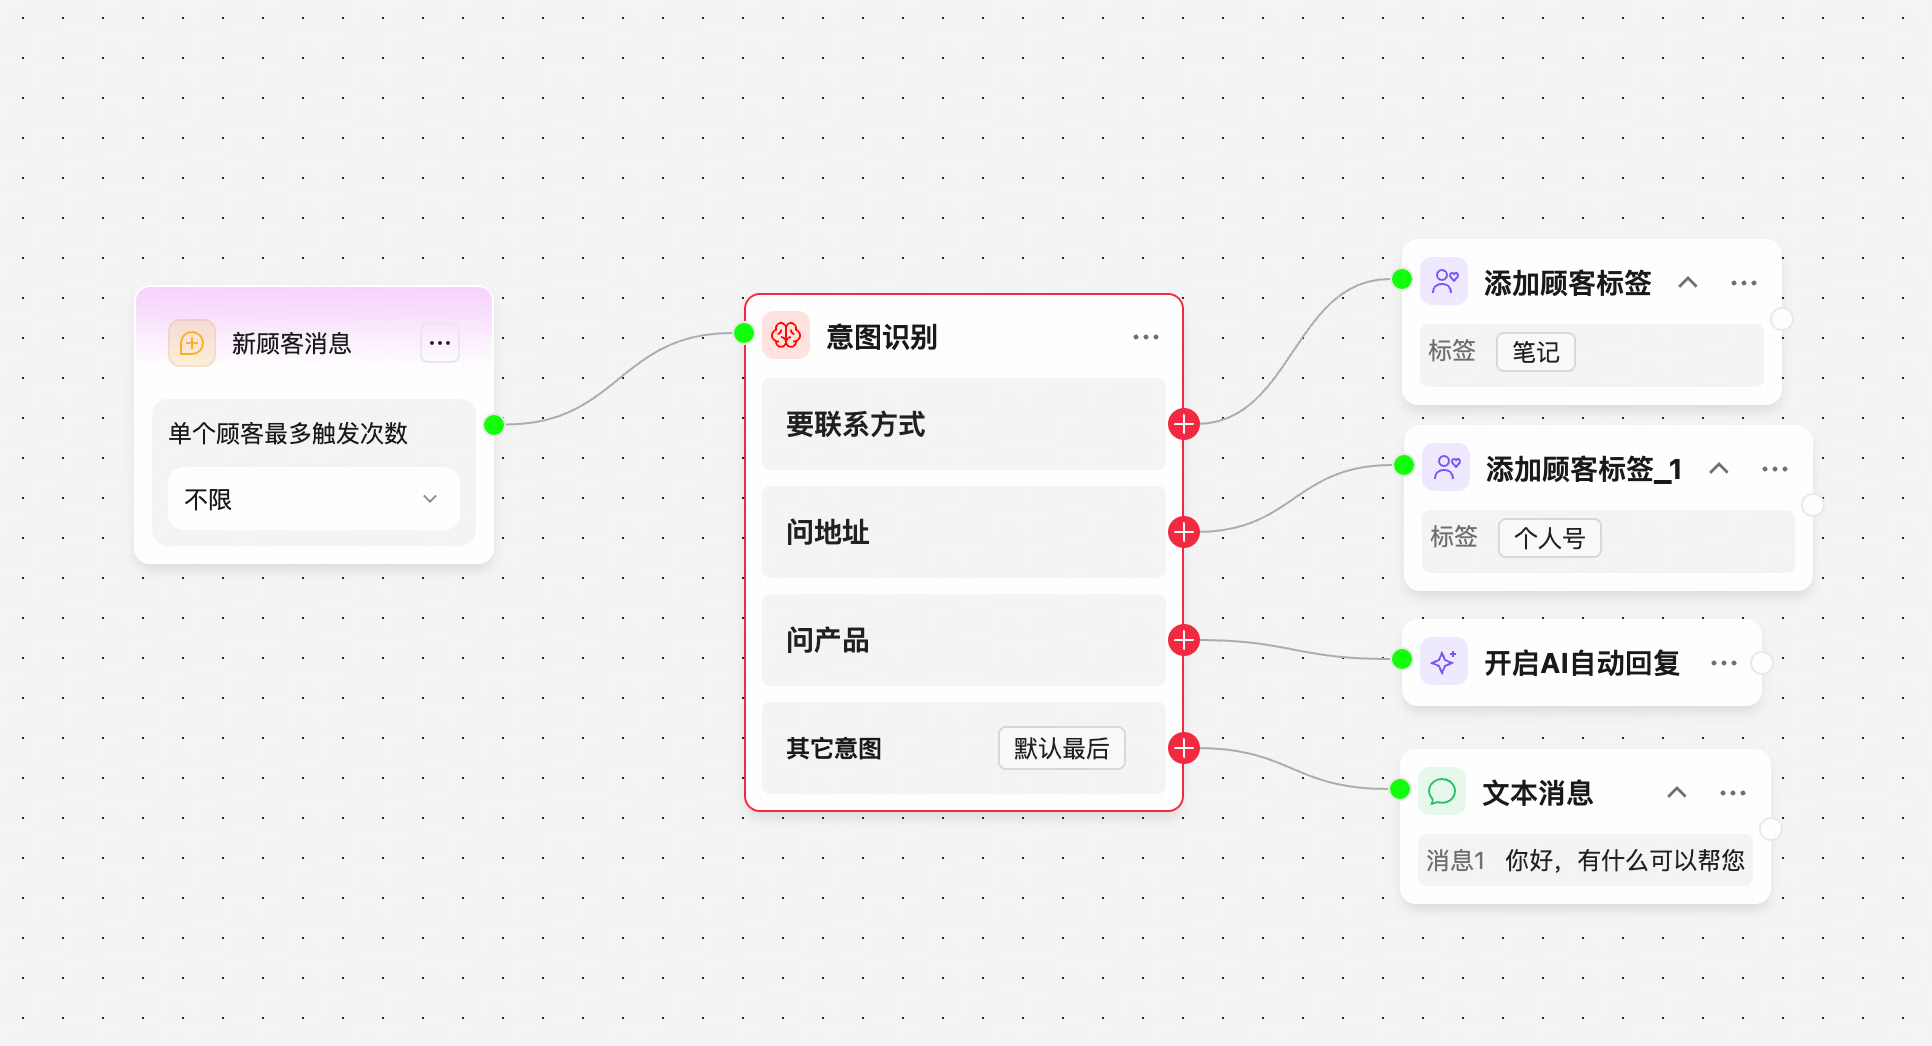 新顾客消息
单个顾客最多触发次数
不限
意图识别
要联系方式
问地址
问产品
其它意图 默认最后
添加顾客标签
标签 笔记
添加顾客标签_1
标签 个人号
开启AI自动回复
文本消息
消息1 你好，有什么可以帮您